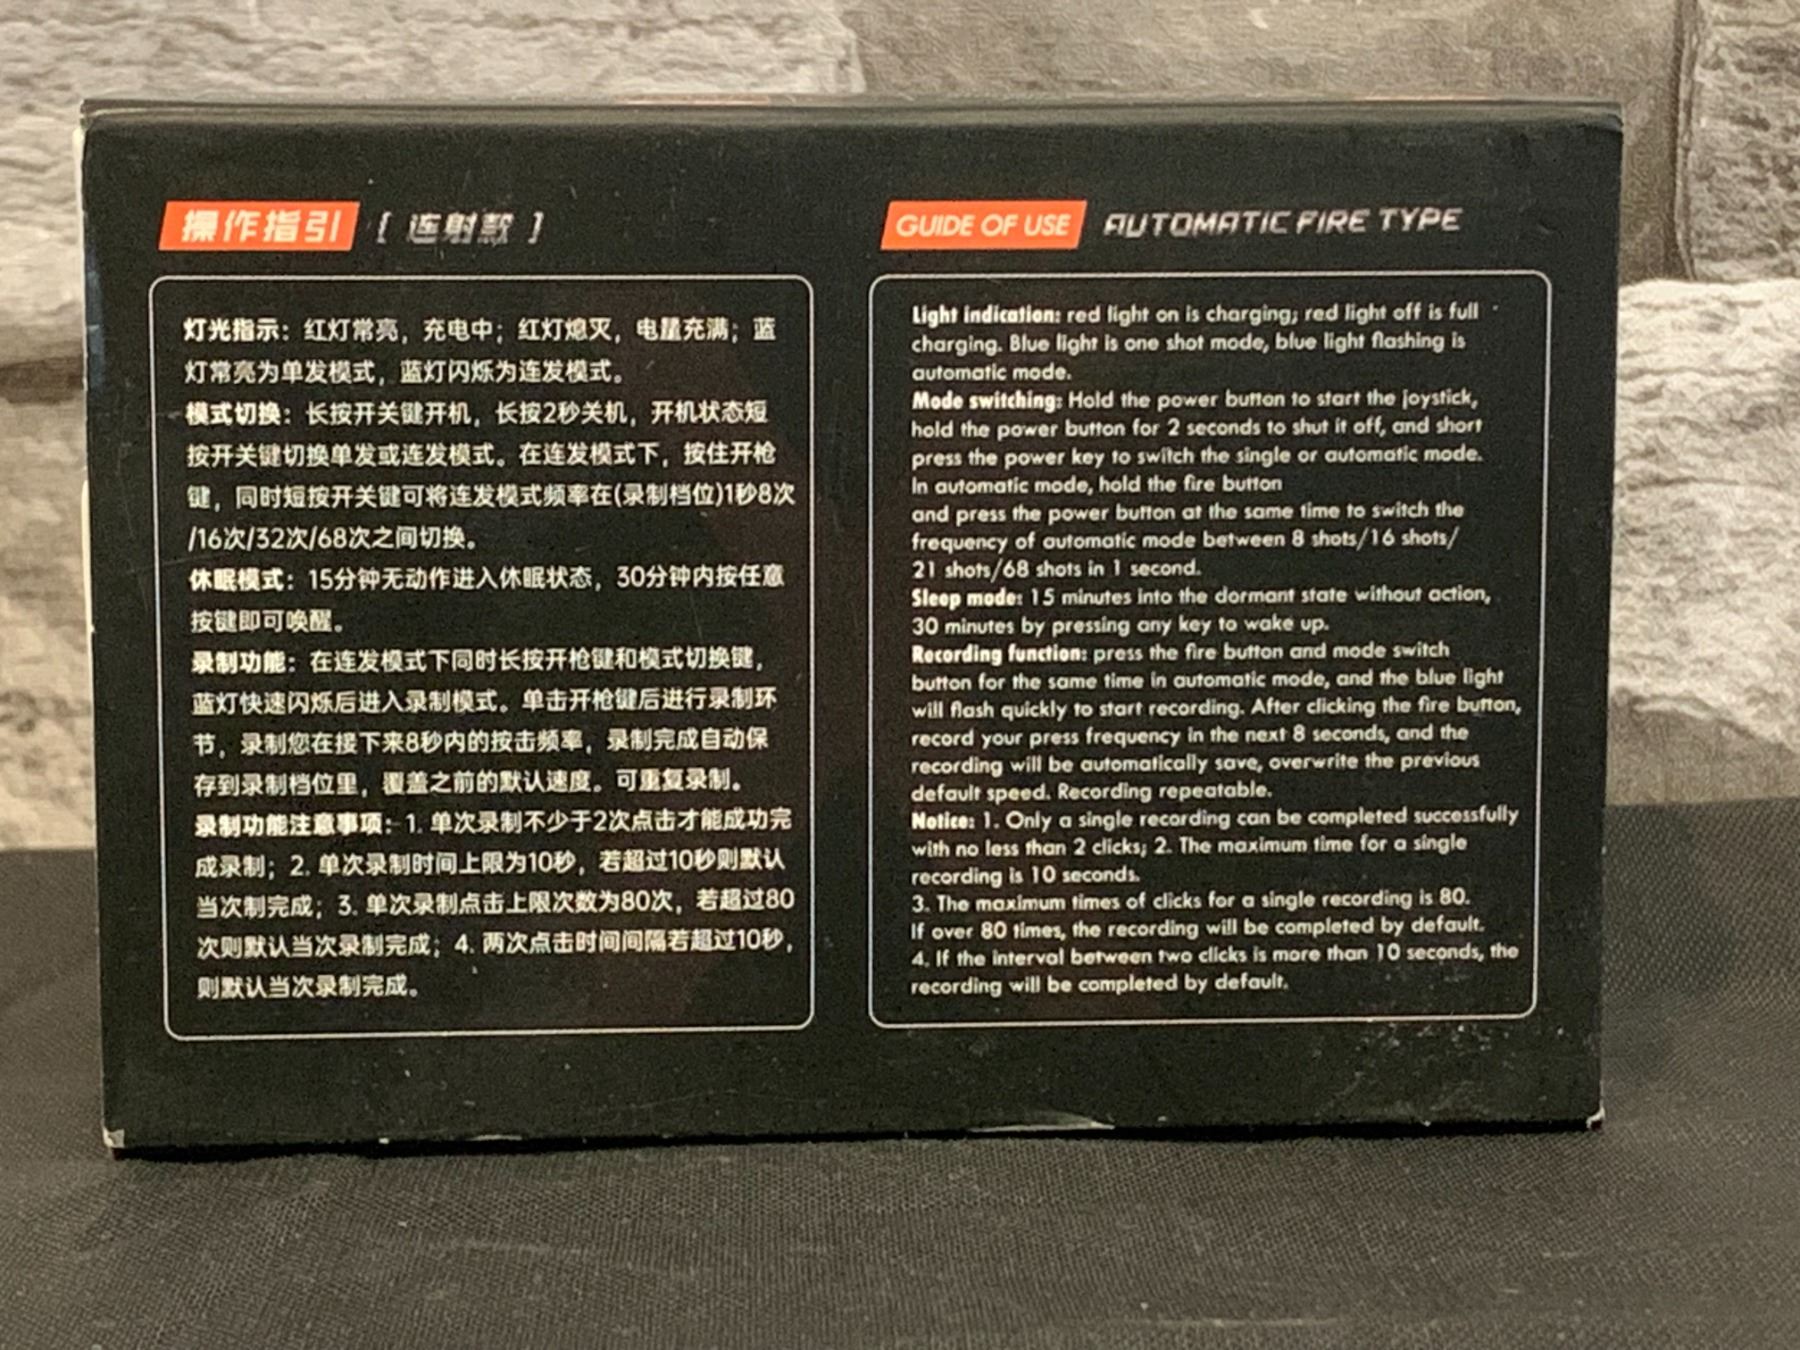 操作指引 [ 连射款 ]
灯光指示：红灯常亮，充电中；红灯熄灭，电量充满；蓝
灯常亮为单发模式，蓝灯闪烁为连发模式。
模式切换：长按开关键开机，长按2秒关机，开机状态短
按开关键切换单发或连发模式。在连发模式下，按住开枪
键，同时短按开关键可将连发模式频率在(录制档位)1秒8次
/16次/32次/68次之间切换。
休眠模式：15分钟无动作进入休眠状态，30分钟内按任意
按键即可唤醒。
录制功能：在连发模式下同时长按开枪键和模式切换键，
蓝灯快速闪烁后进入录制模式。单击开枪键后进行录制环
节，录制您在接下来8秒内的按击频率，录制完成自动保
存到录制档位里，覆盖之前的默认速度。可重复录制。
录制功能注意事项：1. 单次录制不少于2次点击才能成功完
成录制；2. 单次录制时间上限为10秒，若超过10秒则默认
当次制完成；3. 单次录制点击上限次数为80次，若超过80
次则默认当次录制完成；4. 两次点击时间间隔若超过10秒，
则默认当次录制完成。
GUIDE OF USE AUTOMATIC FIRE TYPE
Light indication: red light on is charging; red light off is full
charging. Blue light is one shot mode, blue light flashing is
automatic mode.
Mode switching: Hold the power button to start the joystick,
hold the power button for 2 seconds to shut it off, and short
press the power key to switch the single or automatic mode.
In automatic mode, hold the fire button
and press the power button at the same time to switch the
frequency of automatic mode between 8 shots/16 shots/
21 shots/68 shots in 1 second.
Sleep mode: 15 minutes into the dormant state without action,
30 minutes by pressing any key to wake up.
Recording function: press the fire button and mode switch
button for the same time in automatic mode, and the blue light
will flash quickly to start recording. After clicking the fire button,
record your press frequency in the next 8 seconds, and the
recording will be automatically save, overwrite the previous
default speed. Recording repeatable.
Notice: 1. Only a single recording can be completed successfully
with no less than 2 clicks; 2. The maximum time for a single
recording is 10 seconds.
3. The maximum times of clicks for a single recording is 80.
If over 80 times, the recording will be completed by default.
4. If the interval between two clicks is more than 10 seconds, the
recording will be completed by default.